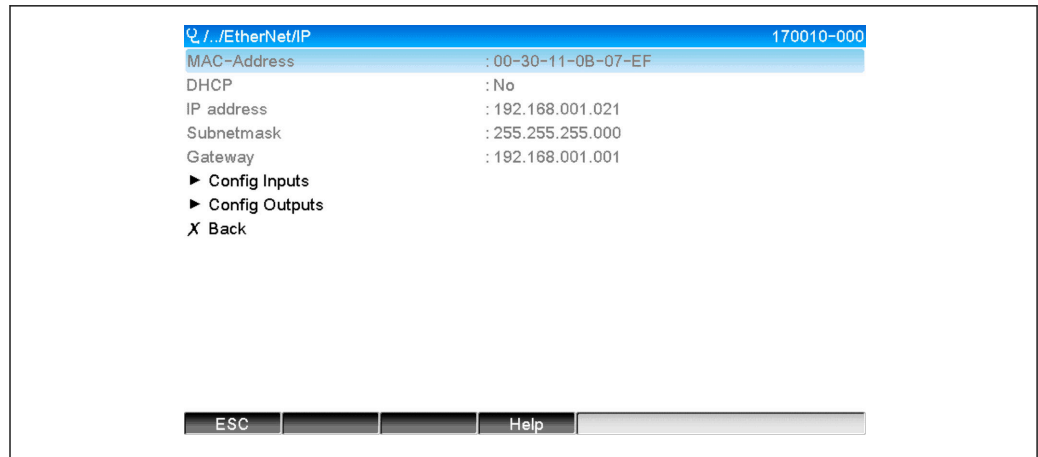 /../EtherNet/IP 170010-000
MAC-Address : 00-30-11-0B-07-EF
DHCP : No
IP address : 192.168.001.021
Subnetmask : 255.255.255.000
Gateway : 192.168.001.001
► Config Inputs
► Config Outputs
X Back
ESC Help